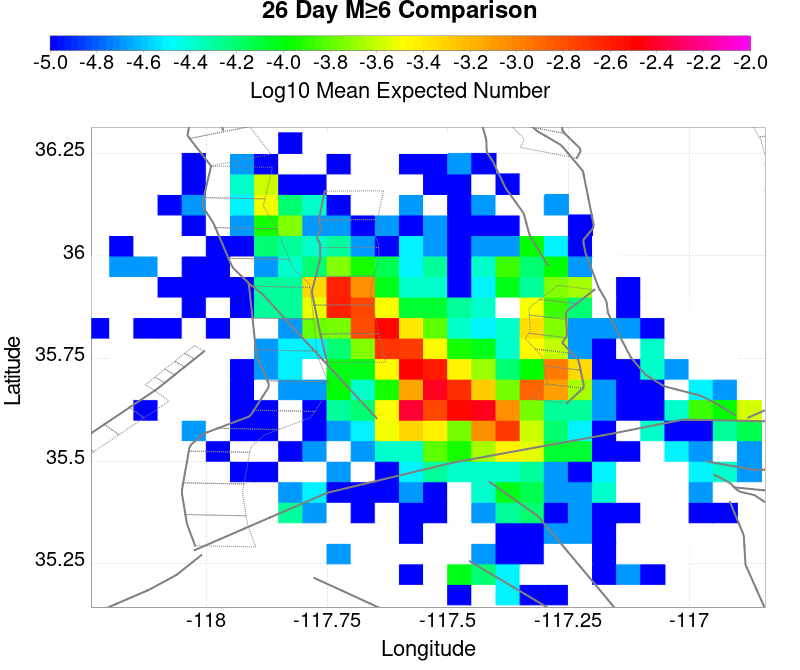 26 Day M≥6 Comparison
-5.0 -4.8 -4.6 -4.4 -4.2 -4.0 -3.8 -3.6 -3.4 -3.2 -3.0 -2.8 -2.6 -2.4 -2.2 -2.0
Log10 Mean Expected Number
36.25
36
35.75
35.5
35.25
Latitude
-118 -117.75 -117.5 -117.25 -117
Longitude